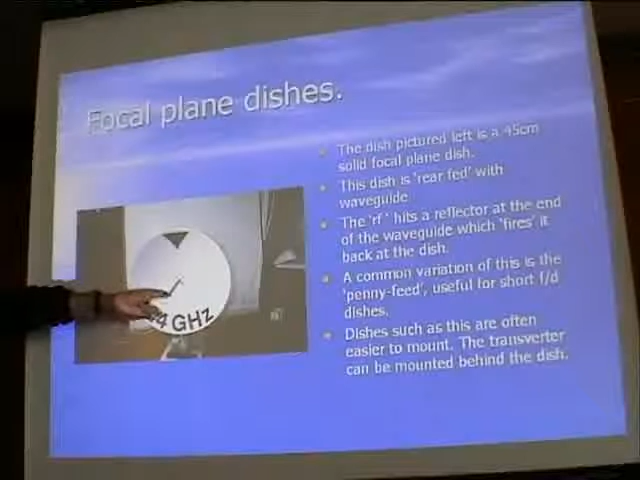 Focal plane dishes.
The dish pictured left is a 45cm
solid focal plane dish.
This dish is 'rear fed' with
waveguide
The 'rf' hits a reflector at the end
of the waveguide which 'fires' it
back at the dish.
A common variation of this is the
'penny-feed', useful for short f/d
dishes.
Dishes such as this are often
easier to mount. The transverter
can be mounted behind the dish.
4 GHz